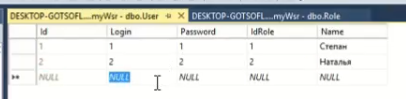 DESKTOP-GOTSOFL....myWsr - dbo.User DESKTOP-GOTSOFL....myWsr - dbo.Role
Id Login Password IdRole Name
1 1 1 1 Степан
2 2 2 2 Наталья
NULL NULL NULL NULL NULL